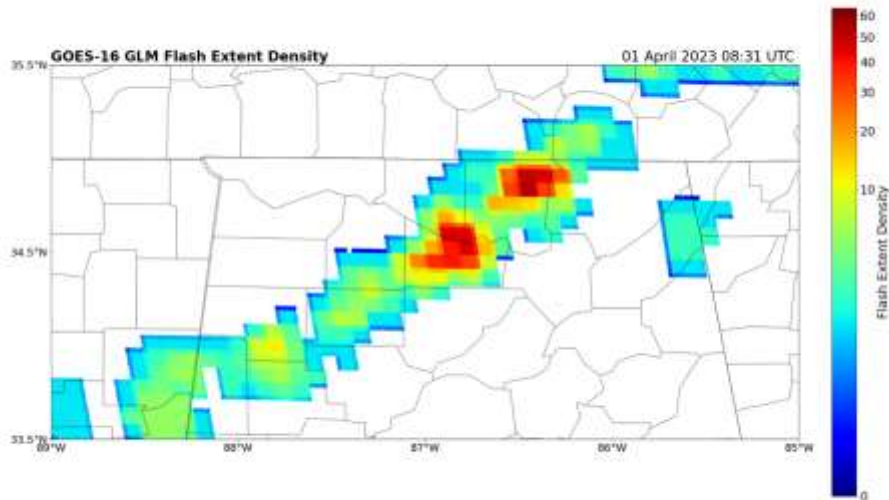 GOES-16 GLM Flash Extent Density
01 April 2023 08:31 UTC
35.5°N
34.5°N
33.5°N
89°W
88°W
87°W
86°W
85°W
60
50
40
30
20
10
0
Flash Extent Density